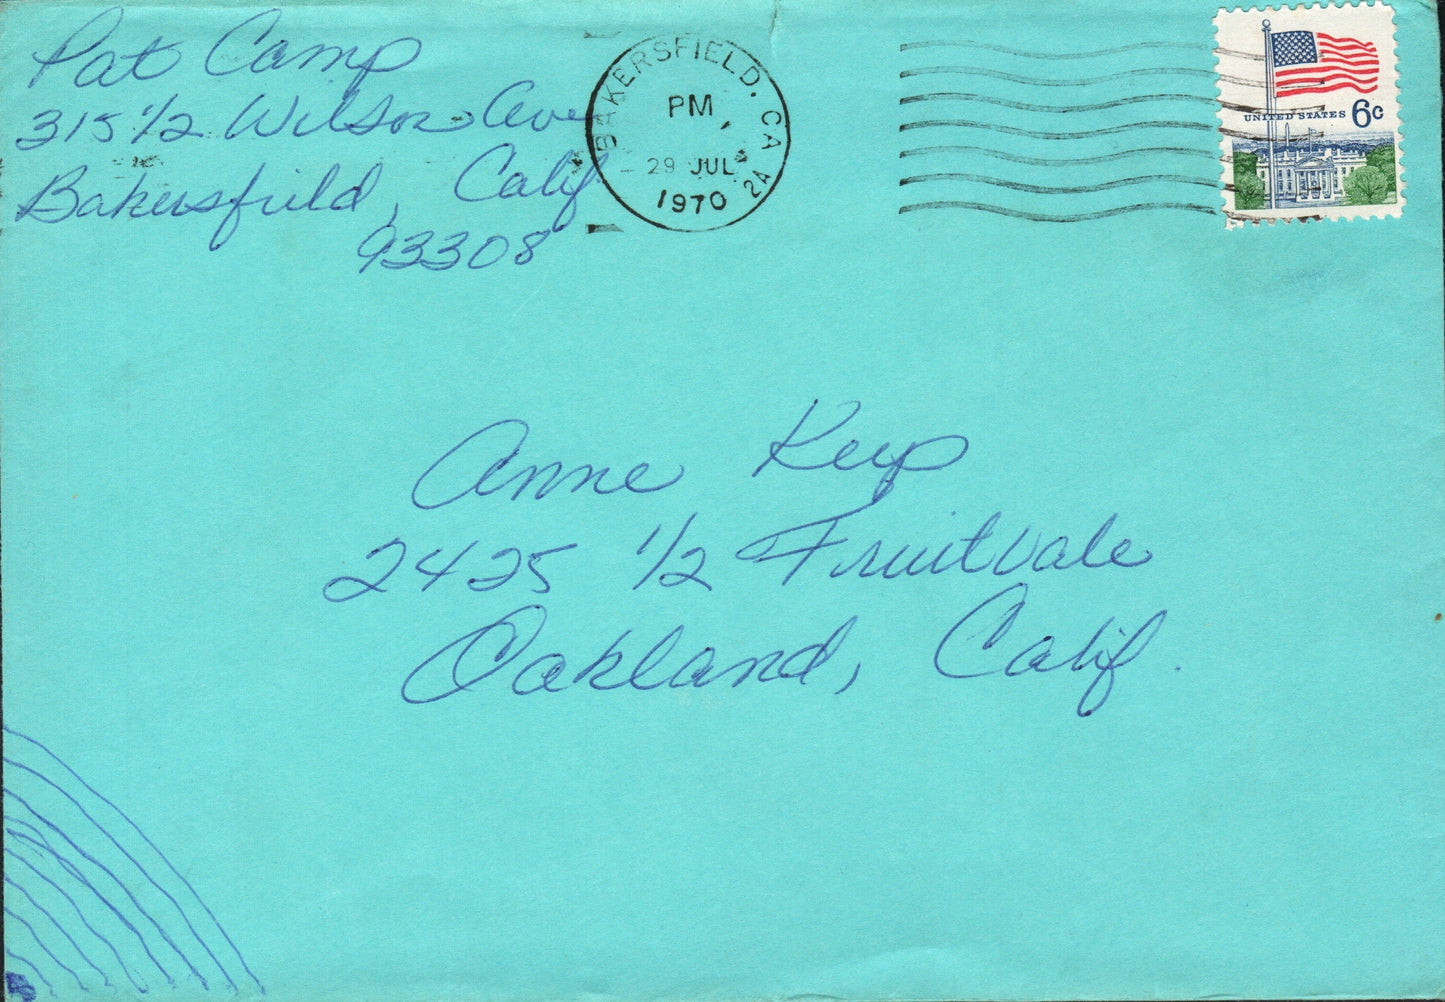 Pat Camp
315 1/2 Wilson Ave
Bakersfield, Calif
93308
BAKERSFIELD, CA 2A
PM
29 JUL
1970
UNITED STATES 6c
Anne Keep
2425 1/2 Fruitvale
Oakland, Calif.